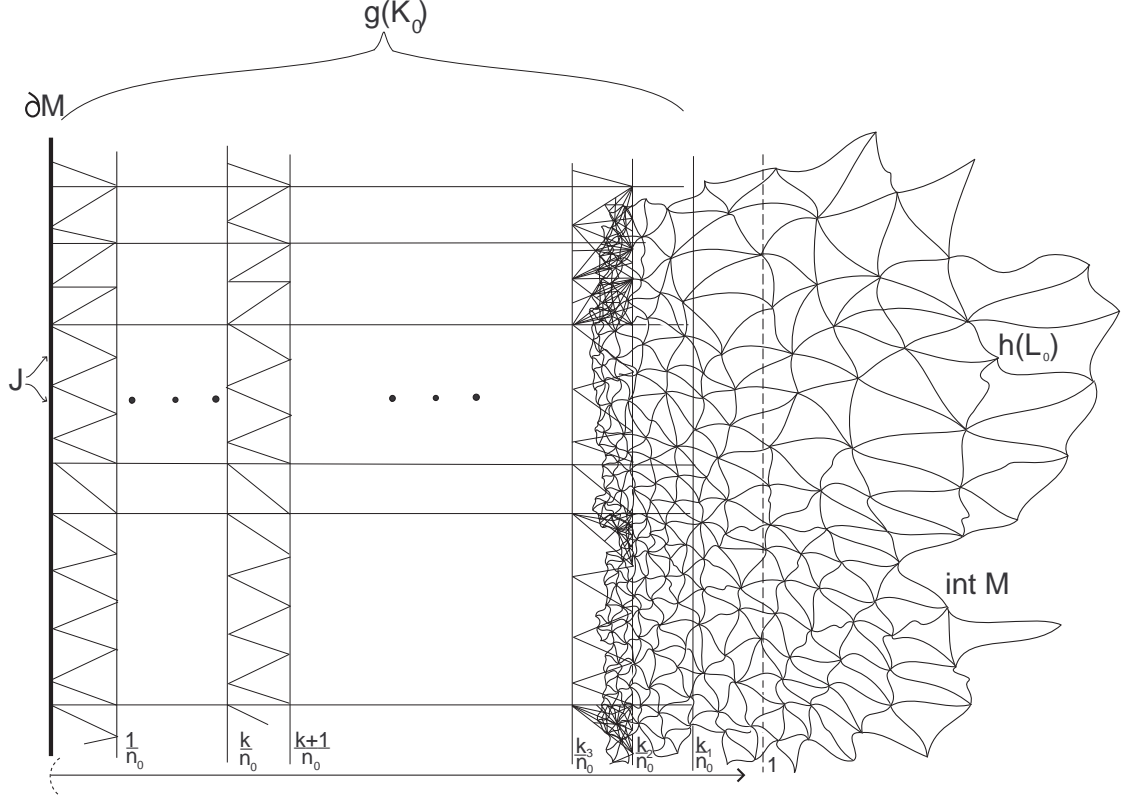 g(K₀)
∂M
h(L₀)
J
int M
1/n₀
k/n₀
k+1/n₀
k₃/n₀
k₂/n₀
k₁/n₀
1